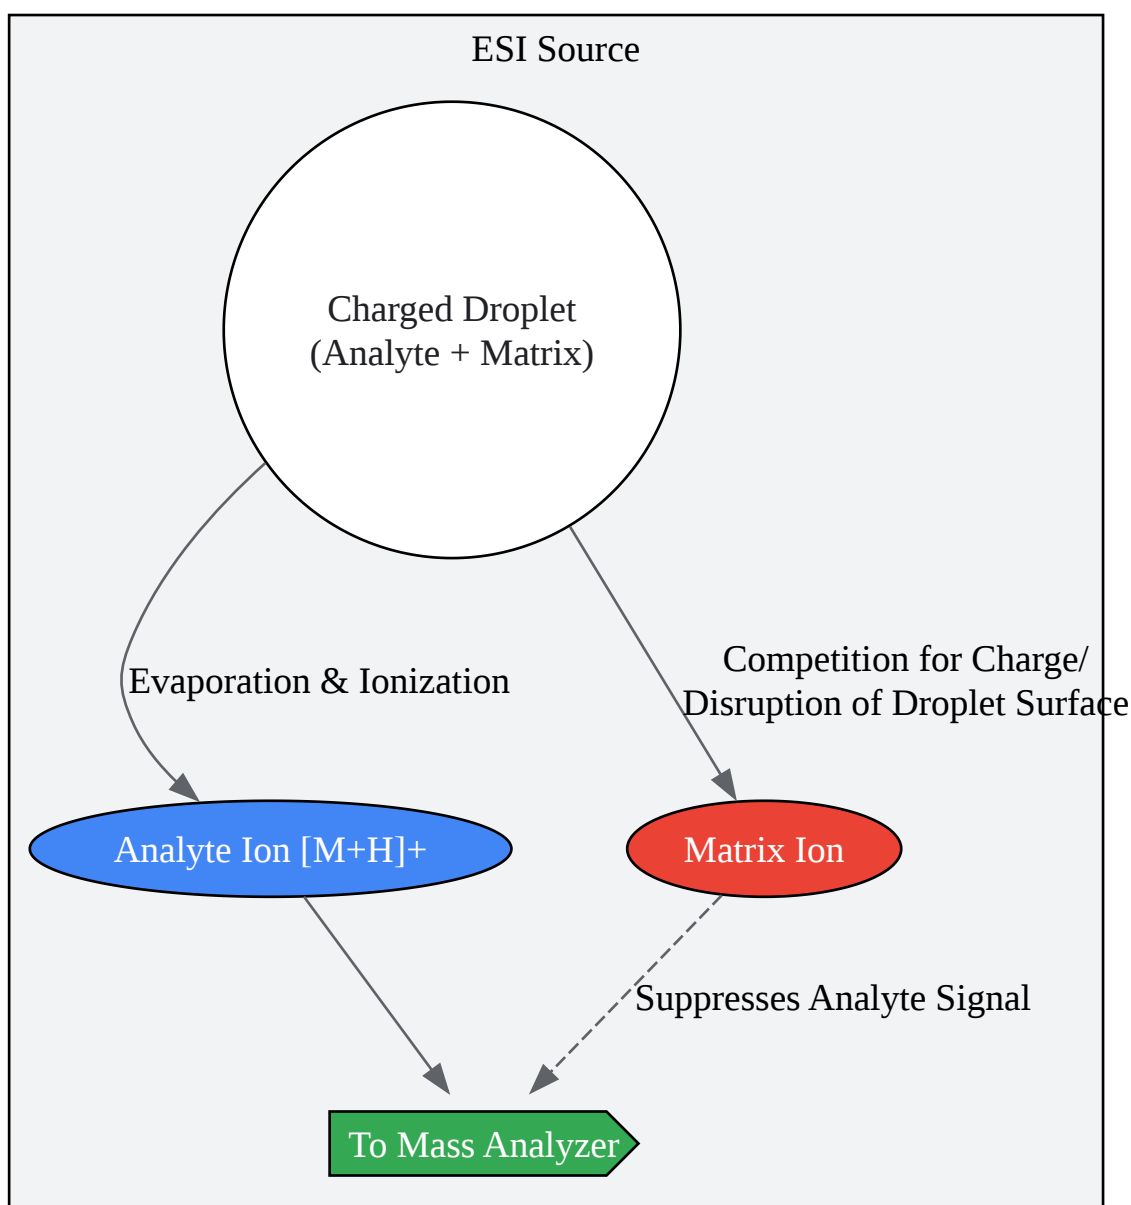 ESI Source
Charged Droplet
(Analyte + Matrix)
Evaporation & Ionization
Competition for Charge/
Disruption of Droplet Surface
Analyte Ion [M+H]+
Matrix Ion
Suppresses Analyte Signal
To Mass Analyzer